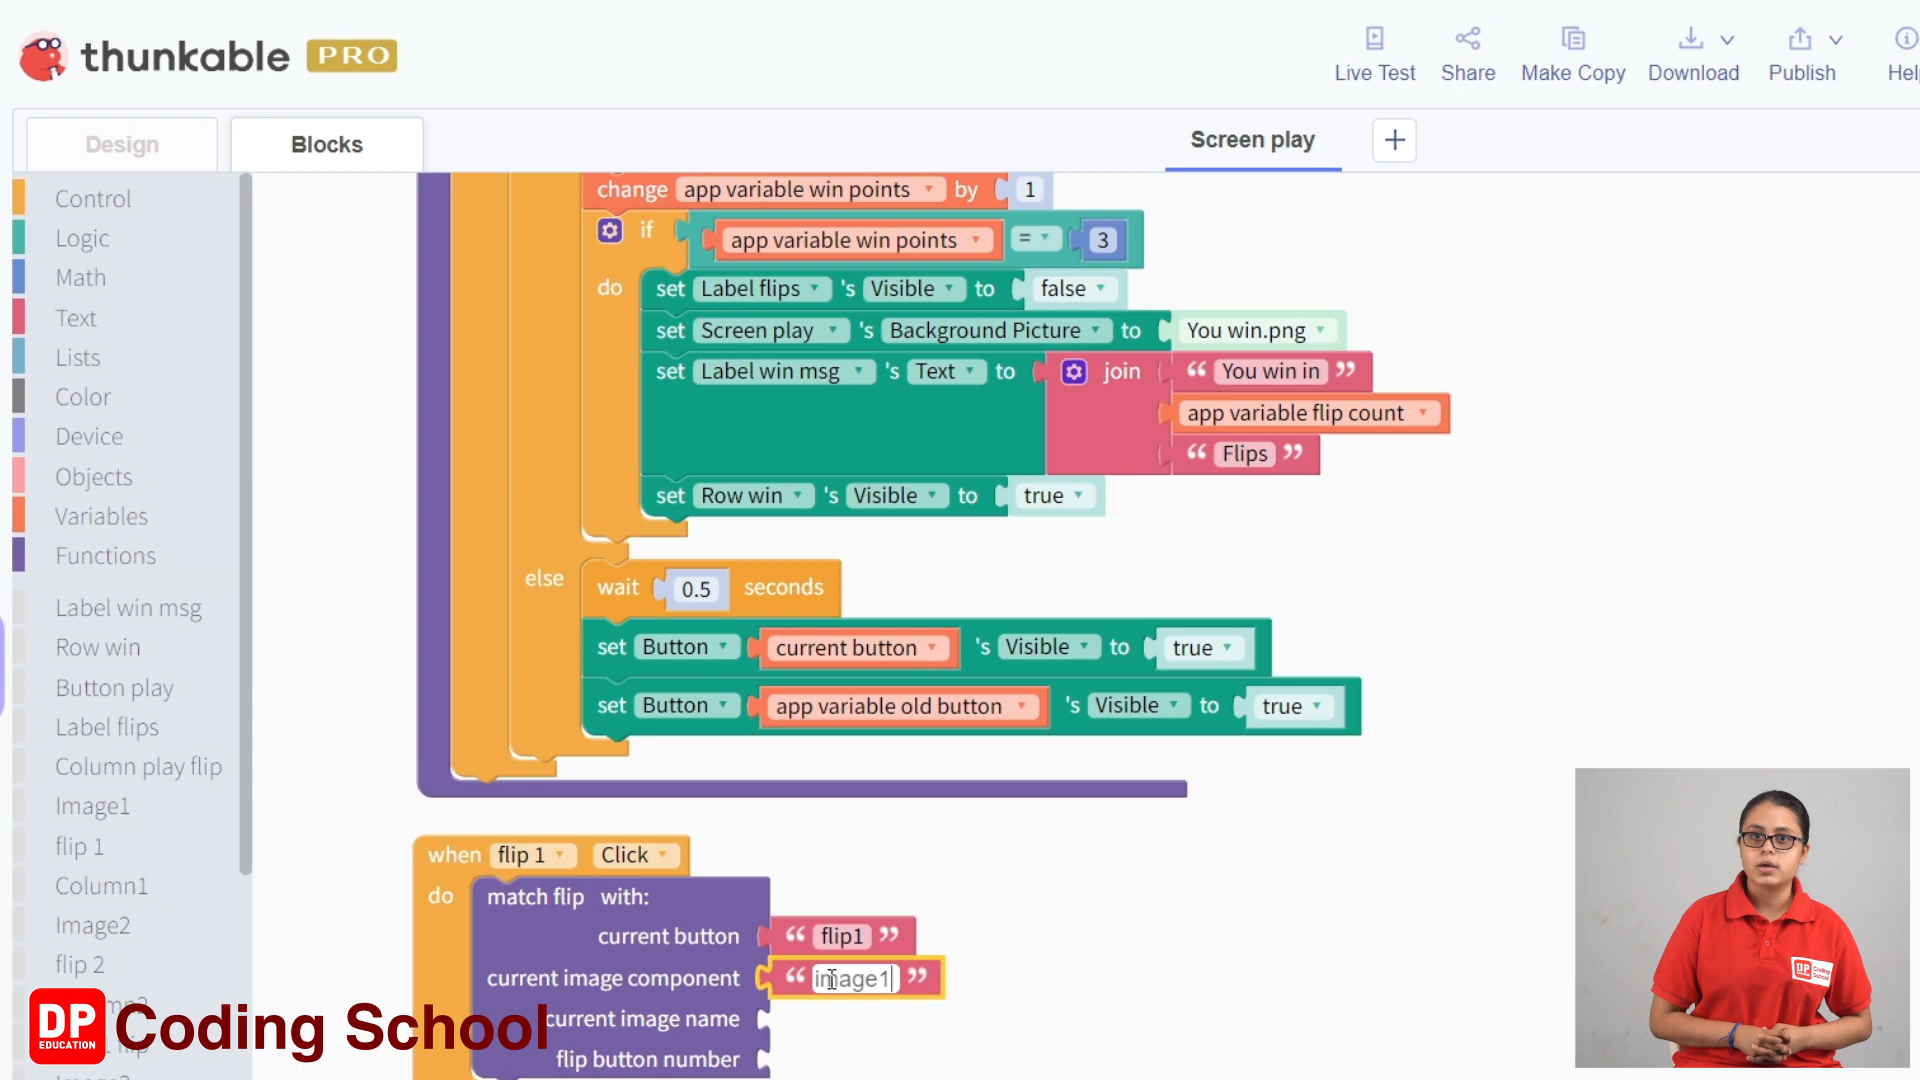 thunkable PRO
Live Test
Share
Make Copy
Download
Publish
Design
Blocks
Screen play
+
Control
Logic
Math
Text
Lists
Color
Device
Objects
Variables
Functions
Label win msg
Row win
Button play
Label flips
Column play flip
Image1
flip 1
Column1
Image2
flip 2
change app variable win points by 1
if app variable win points = 3
do set Label flips 's Visible to false
set Screen play 's Background Picture to You win.png
set Label win msg 's Text to join “ You win in ”
app variable flip count
“ Flips ”
set Row win 's Visible to true
else wait 0.5 seconds
set Button current button 's Visible to true
set Button app variable old button 's Visible to true
when flip 1 Click
do match flip with:
current button “ flip1 ”
current image component “ image1 ”
current image name
flip button number
DP EDUCATION Coding School
DP Coding School